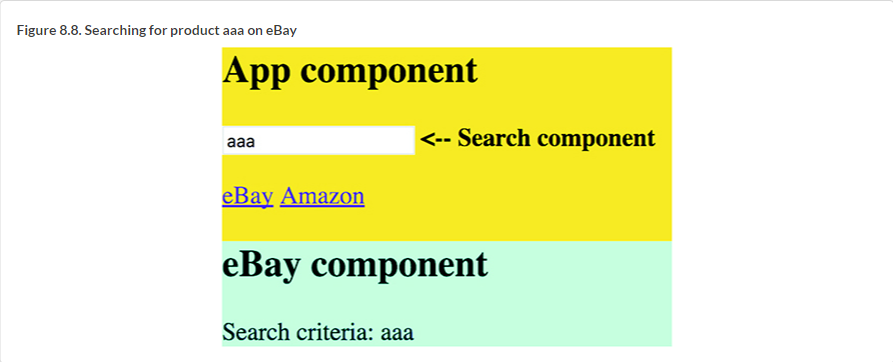 Figure 8.8. Searching for product aaa on eBay
App component
aaa <-- Search component
eBay Amazon
eBay component
Search criteria: aaa